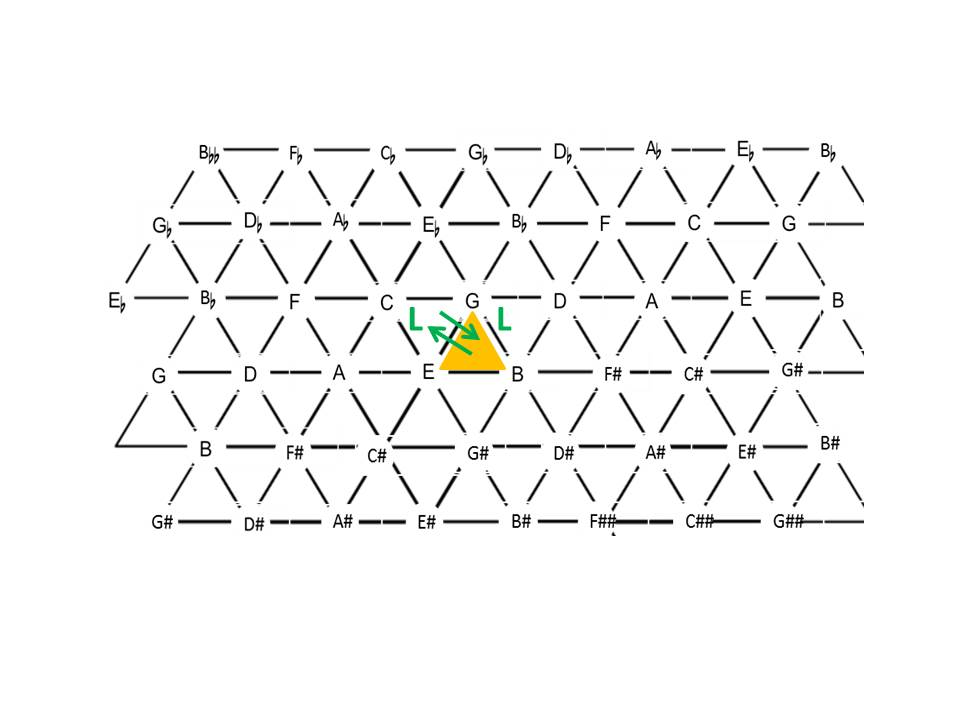 B♭♭ F♭ C♭ G♭ D♭ A♭ E♭ B♭
G♭ D♭ A♭ E♭ B♭ F C G
E♭ B♭ F C G D A E B
L L
G D A E B F# C# G#
B F# C# G# D# A# E# B#
G# D# A# E# B# F## C## G##